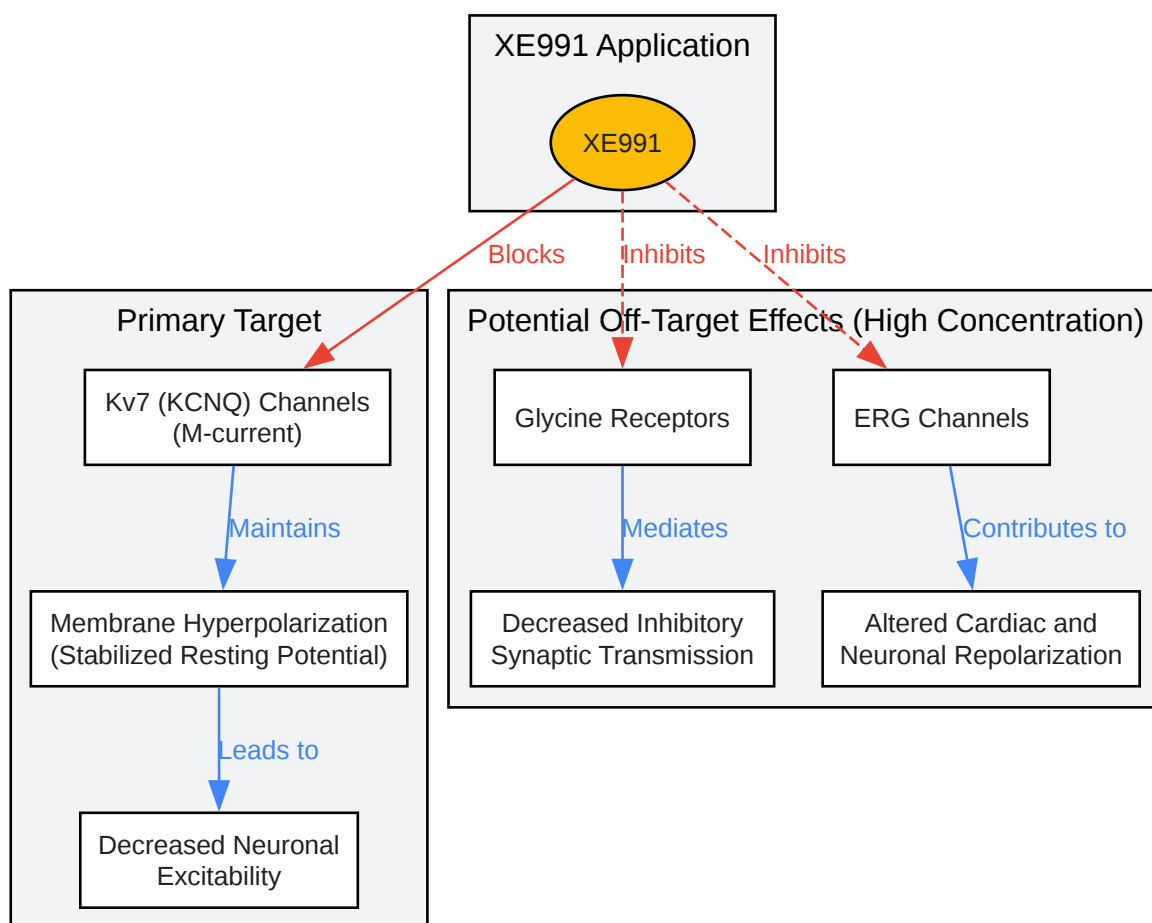 XE991 Application
XE991
Blocks
Inhibits
Inhibits
Primary Target
Potential Off-Target Effects (High Concentration)
Kv7 (KCNQ) Channels
(M-current)
Glycine Receptors
ERG Channels
Maintains
Mediates
Contributes to
Membrane Hyperpolarization
(Stabilized Resting Potential)
Decreased Inhibitory
Synaptic Transmission
Altered Cardiac and
Neuronal Repolarization
Leads to
Decreased Neuronal
Excitability